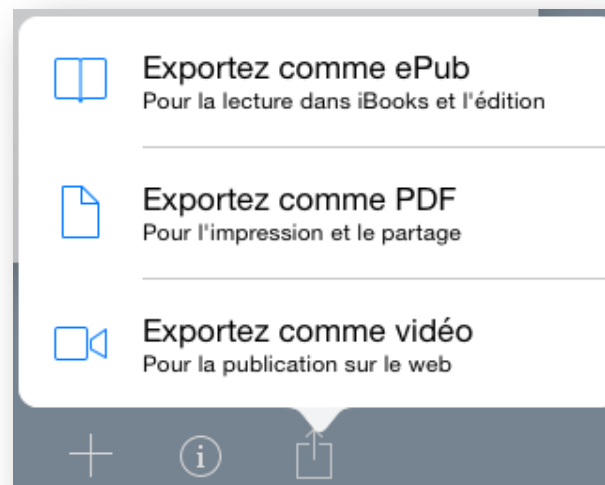 Exportez comme ePub
Pour la lecture dans iBooks et l'édition
Exportez comme PDF
Pour l'impression et le partage
Exportez comme vidéo
Pour la publication sur le web